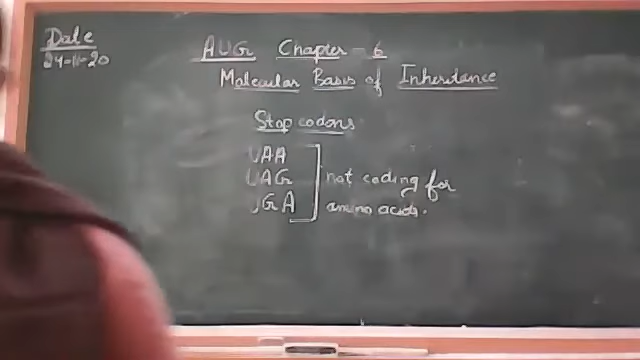 Date
24-11-20
AUG Chapter - 6
Molecular Basis of Inheritance
Stop codons
UAA
UAG
UGA
not coding for
amino acids.